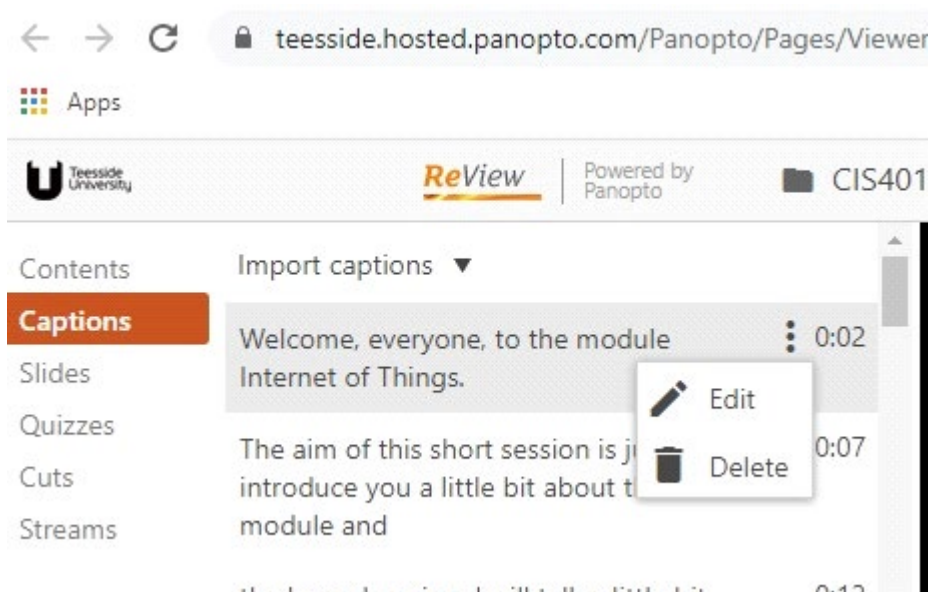 teesside.hosted.panopto.com/Panopto/Pages/Viewer
Apps
Teesside
University
ReView
Powered by
Panopto
CIS401
Contents
Import captions ▼
Captions
Welcome, everyone, to the module
0:02
Internet of Things.
Slides
Edit
Quizzes
The aim of this short session is
0:07
Delete
Cuts
introduce you a little bit about
Streams
module and
little bit